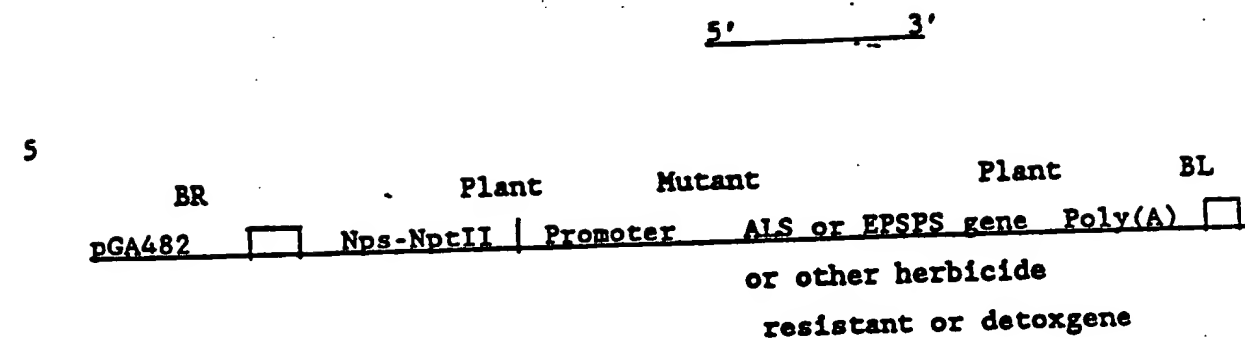 5' 3'
5
BR Plant Mutant Plant BL
pGA482 Nps-NptII Promoter ALS or EPSPS gene Poly(A)
or other herbicide
resistant or detoxgene